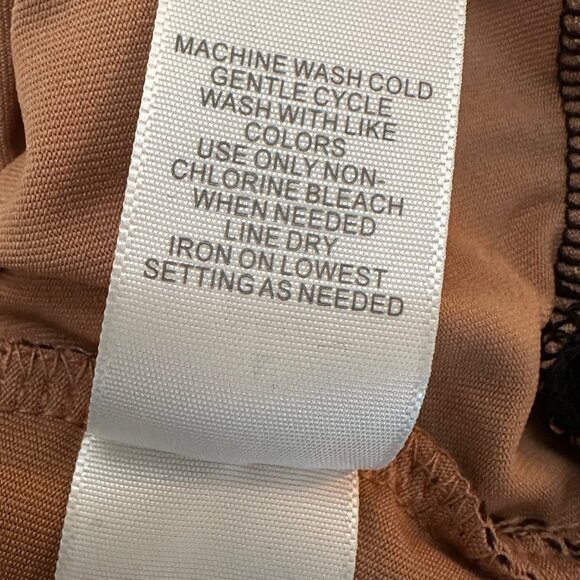 MACHINE WASH COLD
GENTLE CYCLE
WASH WITH LIKE
COLORS
USE ONLY NON-
CHLORINE BLEACH
WHEN NEEDED
LINE DRY
IRON ON LOWEST
SETTING AS NEEDED